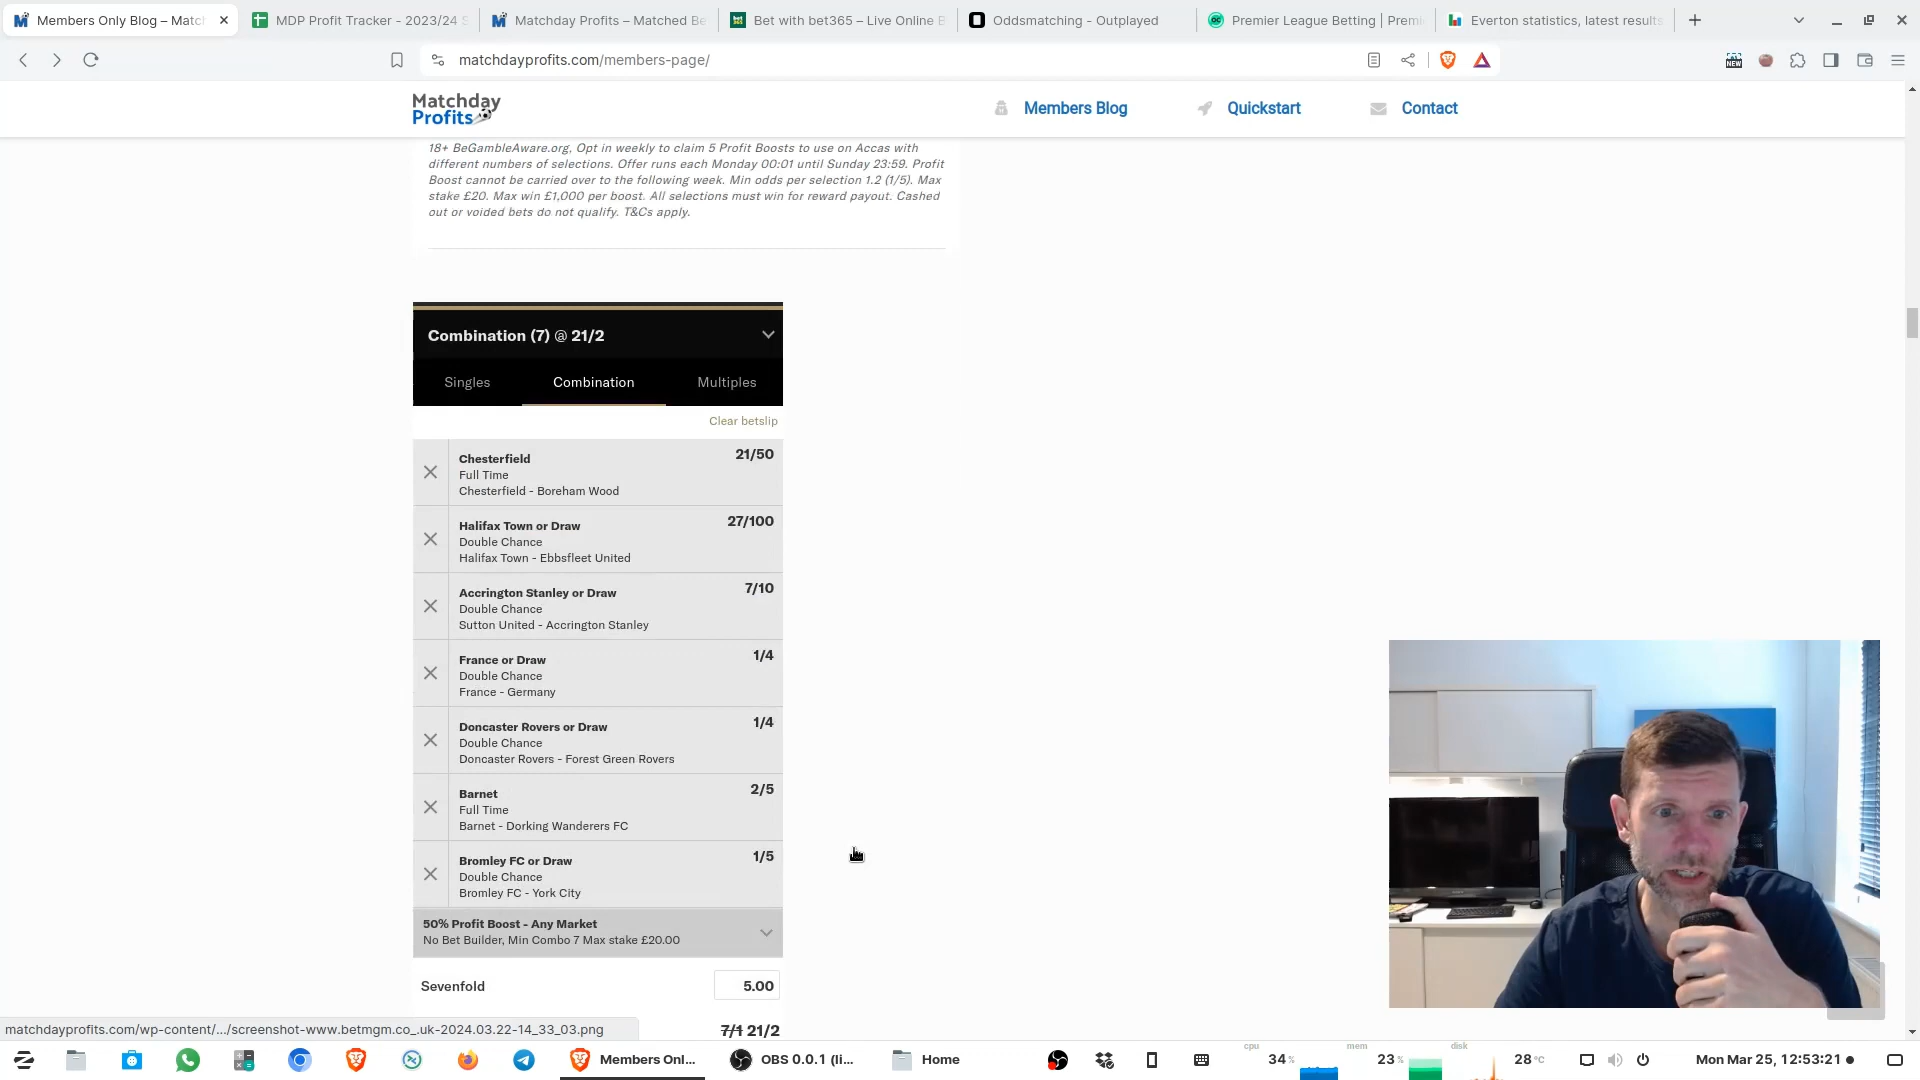 Members Only Blog – Matc
MDP Profit Tracker - 2023/24 S
Matchday Profits – Matched Be
Bet with bet365 – Live Online B
Oddsmatching - Outplayed
Premier League Betting | Premi
Everton statistics, latest results
matchdayprofits.com/members-page/
Matchday
Profits
Members Blog
Quickstart
Contact
18+ BeGambleAware.org, Opt in weekly to claim 5 Profit Boosts to use on Accas with
different numbers of selections. Offer runs each Monday 00:01 until Sunday 23:59. Profit
Boost cannot be carried over to the following week. Min odds per selection 1.2 (1/5). Max
stake £20. Max win £1,000 per boost. All selections must win for reward payout. Cashed
out or voided bets do not qualify. T&Cs apply.
Combination (7) @ 21/2
Singles Combination Multiples
Clear betslip
Chesterfield 21/50
Full Time
Chesterfield - Boreham Wood
Halifax Town or Draw 27/100
Double Chance
Halifax Town - Ebbsfleet United
Accrington Stanley or Draw 7/10
Double Chance
Sutton United - Accrington Stanley
France or Draw 1/4
Double Chance
France - Germany
Doncaster Rovers or Draw 1/4
Double Chance
Doncaster Rovers - Forest Green Rovers
Barnet 2/5
Full Time
Barnet - Dorking Wanderers FC
Bromley FC or Draw 1/5
Double Chance
Bromley FC - York City
50% Profit Boost - Any Market
No Bet Builder, Min Combo 7 Max stake £20.00
Sevenfold 5.00
7/1 21/2
matchdayprofits.com/wp-content/.../screenshot-www.betmgm.co_.uk-2024.03.22-14_33_03.png
Members Onl...
OBS 0.0.1 (li...
Home
cpu 34%
mem 23%
disk
28°C
Mon Mar 25, 12:53:21